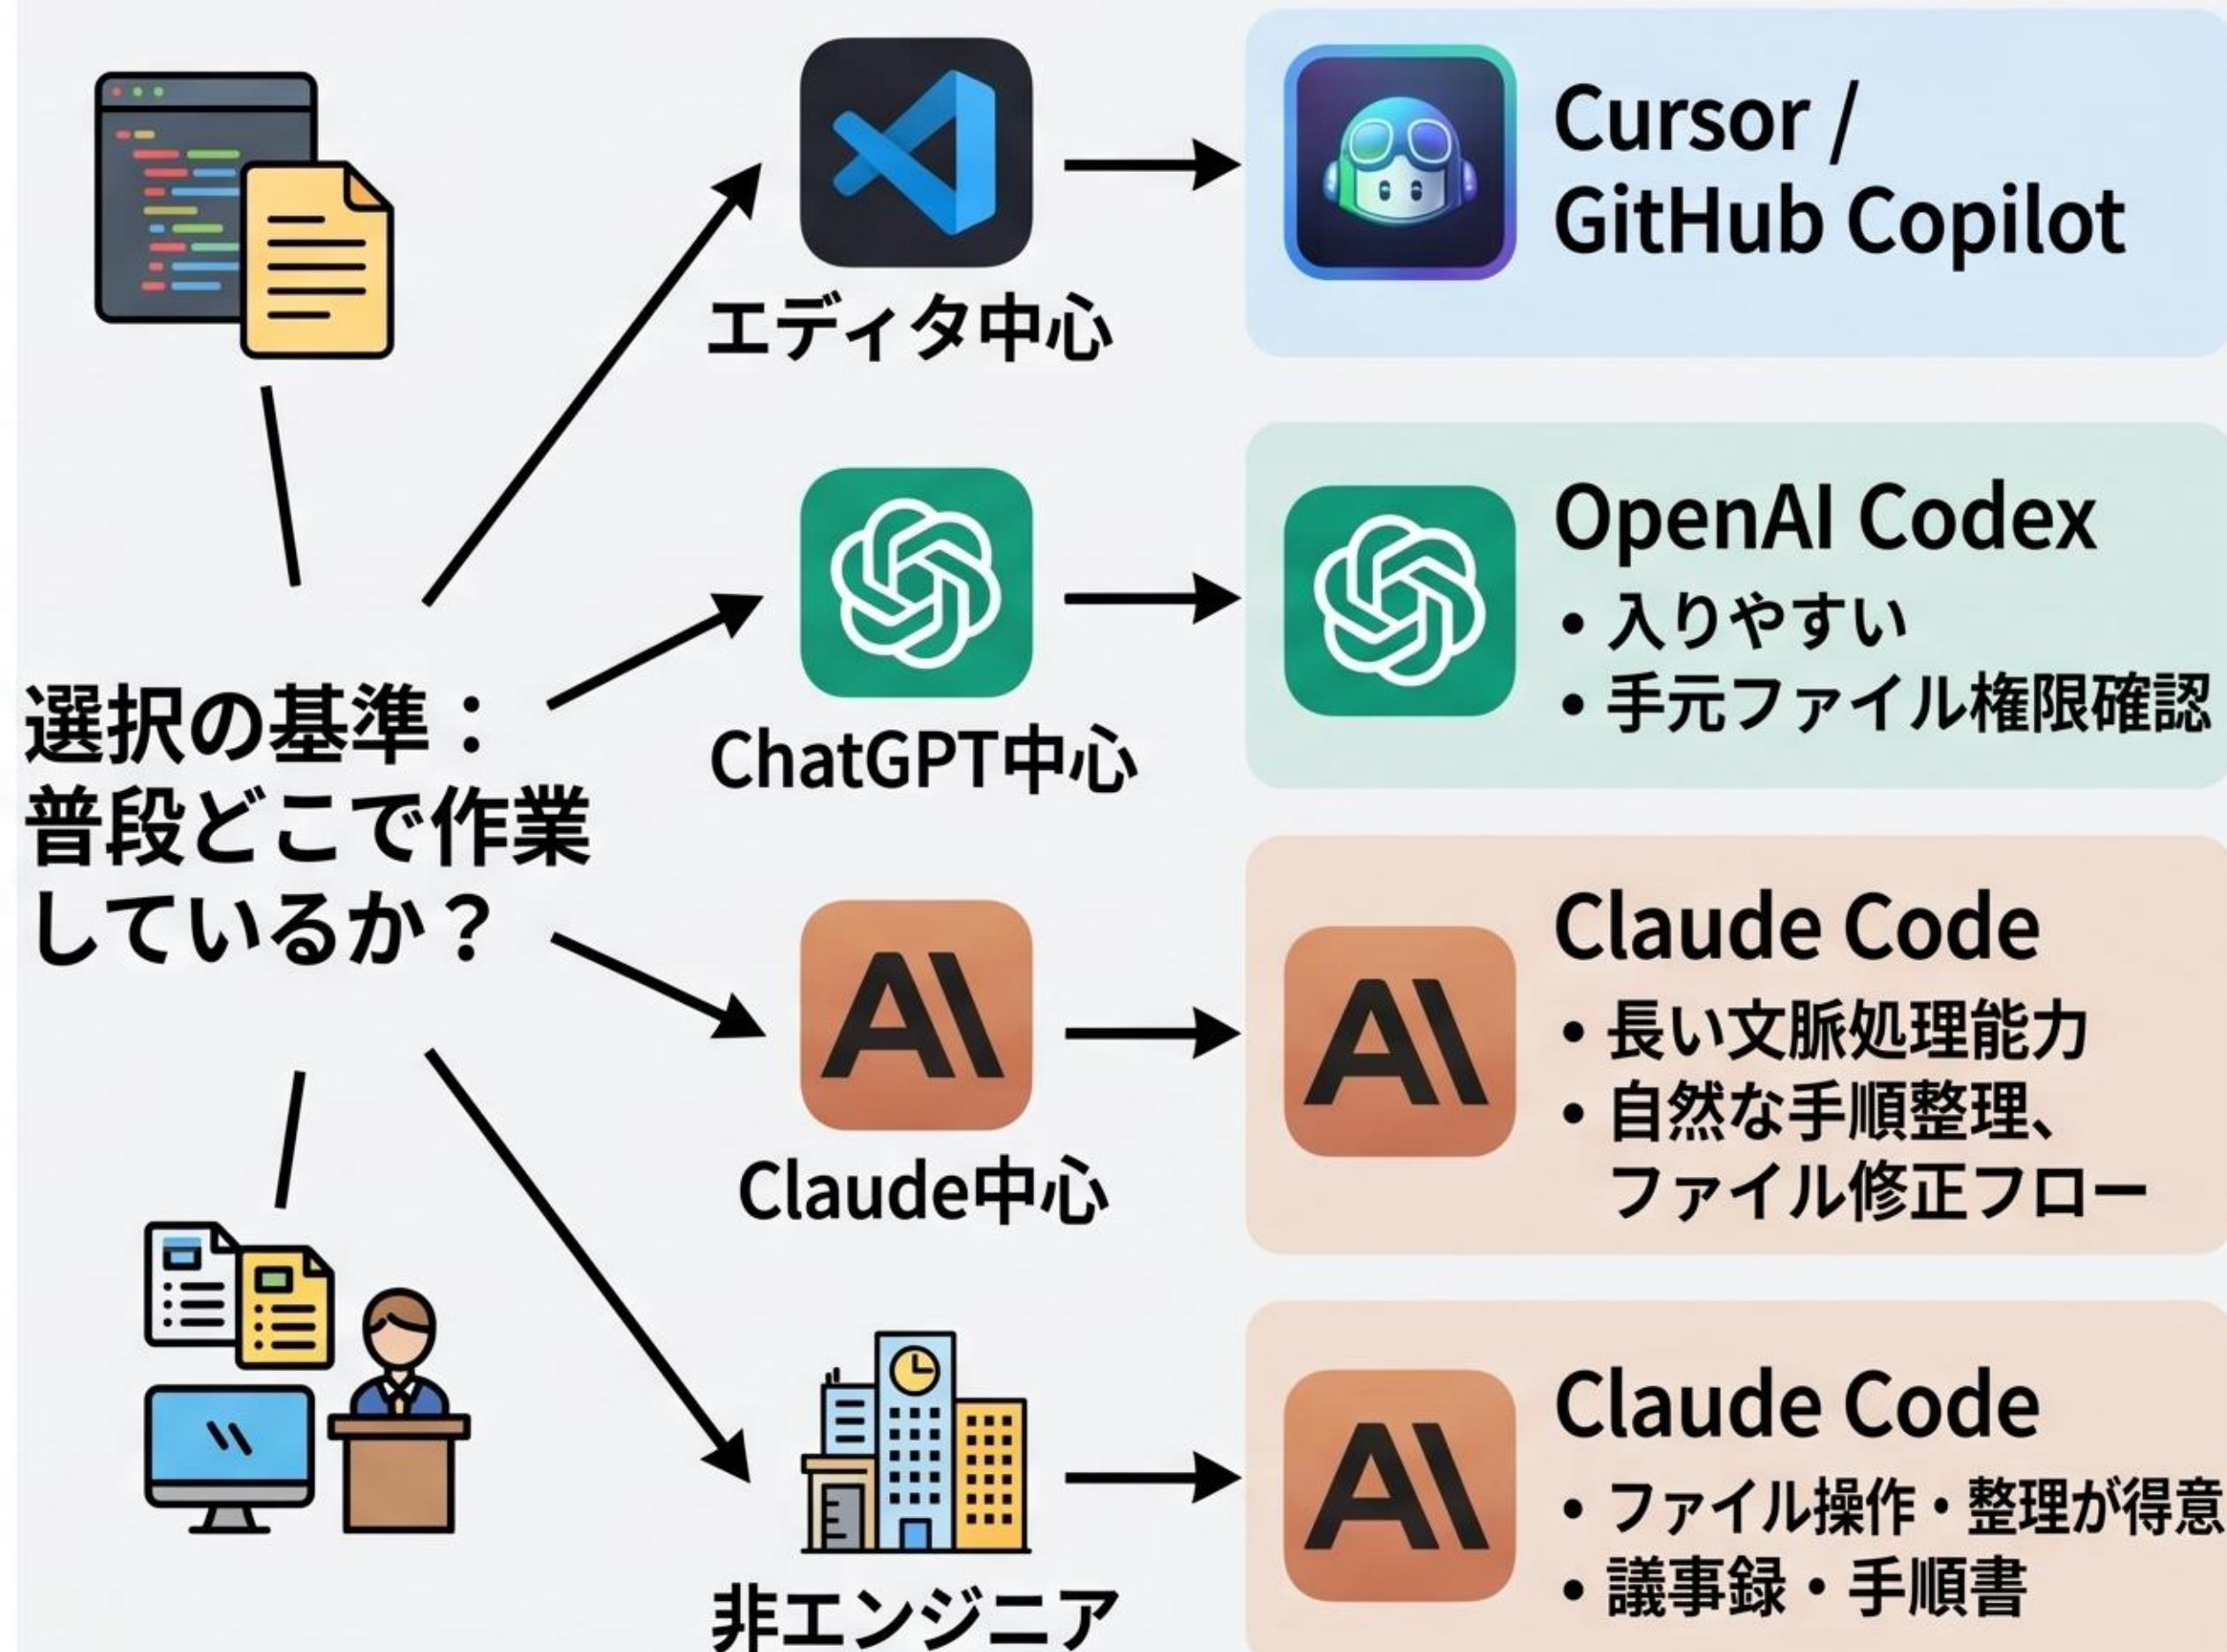 選択の基準：
普段どこで作業
しているか？
エディタ中心
Cursor /
GitHub Copilot
ChatGPT中心
OpenAI Codex
• 入りやすい
• 手元ファイル権限確認
Claude中心
Claude Code
• 長い文脈処理能力
• 自然な手順整理、
ファイル修正フロー
非エンジニア
Claude Code
• ファイル操作・整理が得意
• 議事録・手順書